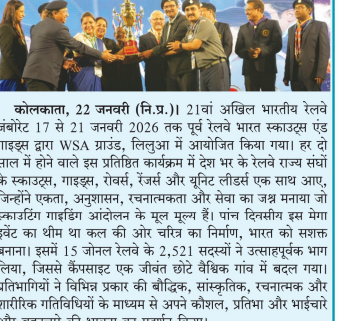 कोलकाता, 22 जनवरी (नि.प्र.)। 21वां अखिल भारतीय रेलवे
जंबोरेट 17 से 21 जनवरी 2026 तक पूर्व रेलवे भारत स्काउट्स एंड
गाइड्स द्वारा WSA ग्राउंड, लिलुआ में आयोजित किया गया। हर दो
साल में होने वाले इस प्रतिष्ठित कार्यक्रम में देश भर के रेलवे राज्य संघों
के स्काउट्स, गाइड्स, रोवर्स, रेंजर्स और यूनिट लीडर्स एक साथ आए,
जिन्होंने एकता, अनुशासन, रचनात्मकता और सेवा का जश्न मनाया जो
स्काउटिंग गाइडिंग आंदोलन के मूल मूल्य हैं। पांच दिवसीय इस मेगा
इवेंट का थीम था कल की ओर चरित्र का निर्माण, भारत को सशक्त
बनाना। इसमें 15 जोनल रेलवे के 2,521 सदस्यों ने उत्साहपूर्वक भाग
लिया, जिससे कैंपसाइट एक जीवंत छोटे वैश्विक गांव में बदल गया।
प्रतिभागियों ने विभिन्न प्रकार की बौद्धिक, सांस्कृतिक, रचनात्मक और
शारीरिक गतिविधियों के माध्यम से अपने कौशल, प्रतिभा और भाईचारे